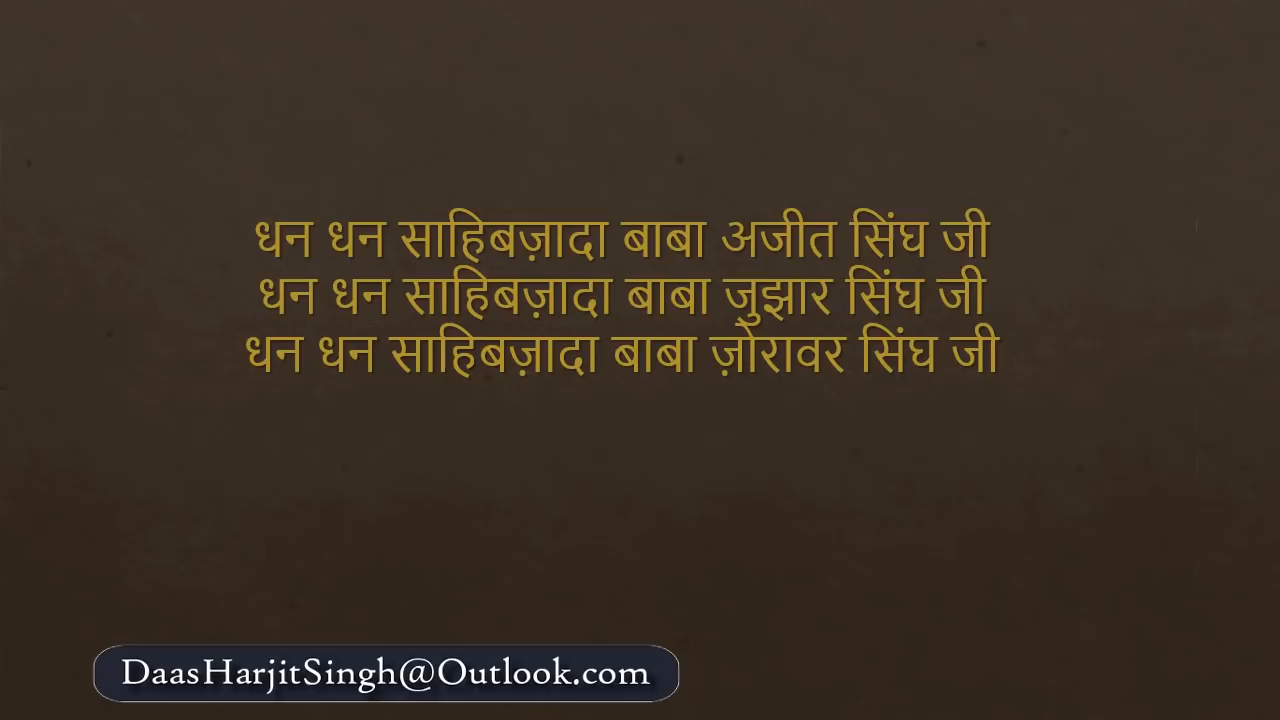 धन धन साहिबज़ादा बाबा अजीत सिंघ जी
धन धन साहिबज़ादा बाबा जुझार सिंघ जी
धन धन साहिबज़ादा बाबा ज़ोरावर सिंघ जी
DaasHarjitSingh@Outlook.com